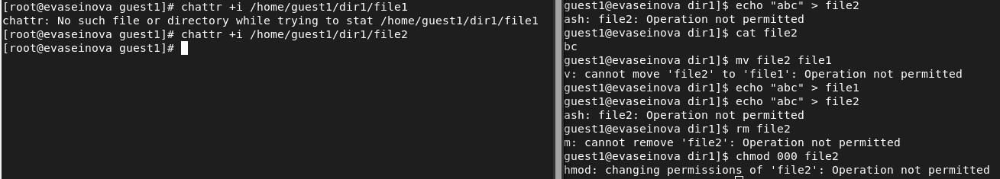 [root@evaseinova guest1]# chattr +i /home/guest1/dir1/file1
chattr: No such file or directory while trying to stat /home/guest1/dir1/file1
[root@evaseinova guest1]# chattr +i /home/guest1/dir1/file2
[root@evaseinova guest1]#
guest1@evaseinova dir1]$ echo "abc" > file2
ash: file2: Operation not permitted
guest1@evaseinova dir1]$ cat file2
bc
guest1@evaseinova dir1]$ mv file2 file1
v: cannot move 'file2' to 'file1': Operation not permitted
guest1@evaseinova dir1]$ echo "abc" > file1
guest1@evaseinova dir1]$ echo "abc" > file2
ash: file2: Operation not permitted
guest1@evaseinova dir1]$ rm file2
m: cannot remove 'file2': Operation not permitted
guest1@evaseinova dir1]$ chmod 000 file2
hmod: changing permissions of 'file2': Operation not permitted